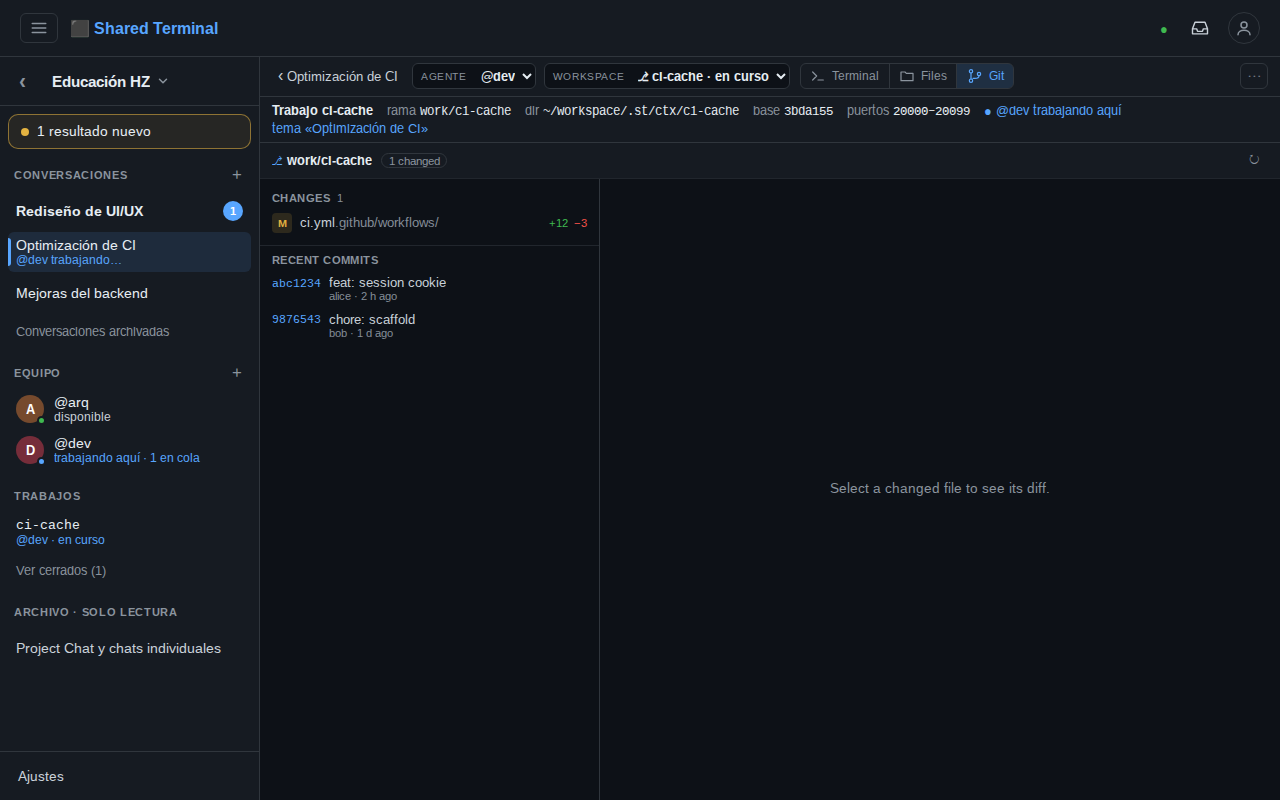 Shared Terminal
Educación HZ
1 resultado nuevo
CONVERSACIONES +
Rediseño de UI/UX 1
Optimización de CI
@dev trabajando…
Mejoras del backend
Conversaciones archivadas
EQUIPO +
A @arq
disponible
D @dev
trabajando aquí · 1 en cola
TRABAJOS
ci-cache
@dev · en curso
Ver cerrados (1)
ARCHIVO · SOLO LECTURA
Project Chat y chats individuales
Ajustes
‹ Optimización de CI AGENTE @dev WORKSPACE ⎇ ci-cache · en curso Terminal Files Git ···
Trabajo ci-cache rama work/ci-cache dir ~/workspace/.st/ctx/ci-cache base 3bda155 puertos 20000–20099 ● @dev trabajando aquí
tema «Optimización de CI»
⎇ work/ci-cache 1 changed ↻
CHANGES 1
M ci.yml .github/workflows/ +12 −3
RECENT COMMITS
abc1234 feat: session cookie
alice · 2 h ago
9876543 chore: scaffold
bob · 1 d ago
Select a changed file to see its diff.